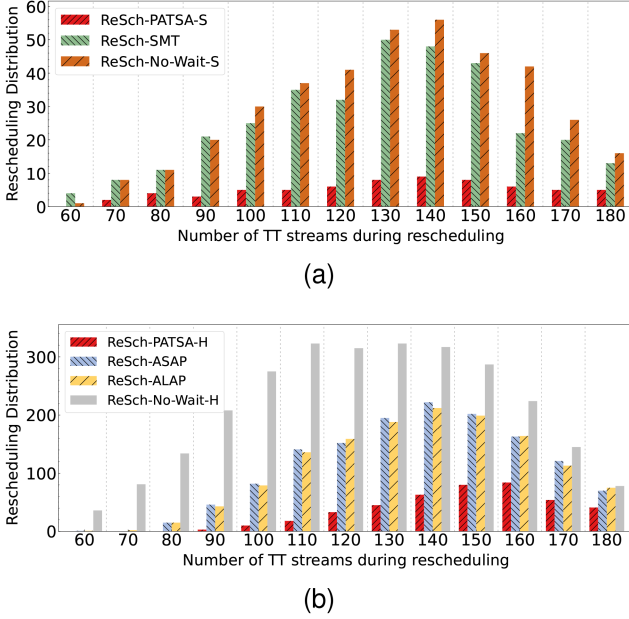 60
50
40
30
20
10
0
Rescheduling Distribution
ReSch-PATSA-S
ReSch-SMT
ReSch-No-Wait-S
60 70 80 90 100 110 120 130 140 150 160 170 180
Number of TT streams during rescheduling
(a)
300
200
100
0
Rescheduling Distribution
ReSch-PATSA-H
ReSch-ASAP
ReSch-ALAP
ReSch-No-Wait-H
60 70 80 90 100 110 120 130 140 150 160 170 180
Number of TT streams during rescheduling
(b)